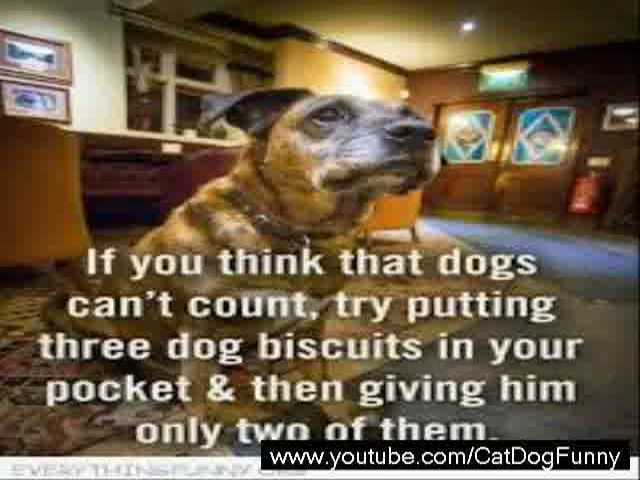 If you think that dogs
can't count, try putting
three dog biscuits in your
pocket & then giving him
only two of them.
www.youtube.com/CatDogFunny